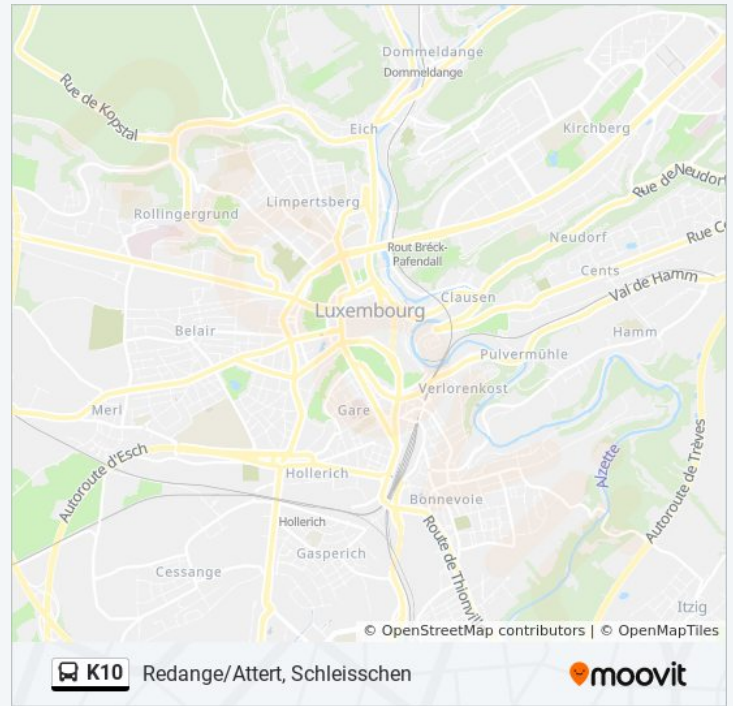 Dommeldange
Dommeldange
Rue de Kopstal
Eich
Kirchberg
Rue de Neudorf
Limpertsberg
Rollingergrund
Neudorf
Rout Bréck-
Pafendall
Cents
Val de Hamm
Clausen
Luxembourg
Belair
Hamm
Pulvermühle
Verlorenkost
Merl
Gare
Autoroute d'Esch
Hollerich
Alzette
Autoroute de Trèves
Bonnevoie
Hollerich
Gasperich
Route de Thionvil
Cessange
Itzig
© OpenStreetMap contributors | © OpenMapTiles
K10 Redange/Attert, Schleisschen
moovit